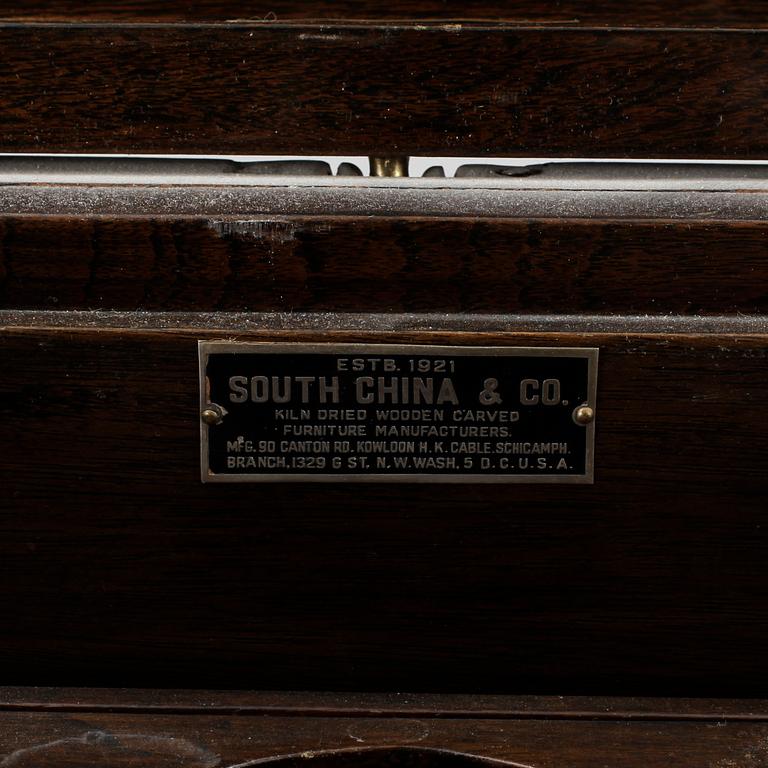 ESTB. 1921
SOUTH CHINA & CO.
KILN DRIED WOODEN CARVED
FURNITURE MANUFACTURERS.
MFG. 90 CANTON RD. KOWLOON H. K. CABLE. SCHICAMPH.
BRANCH. 1329 G ST. N. W. WASH. 5 D. C. U. S. A.